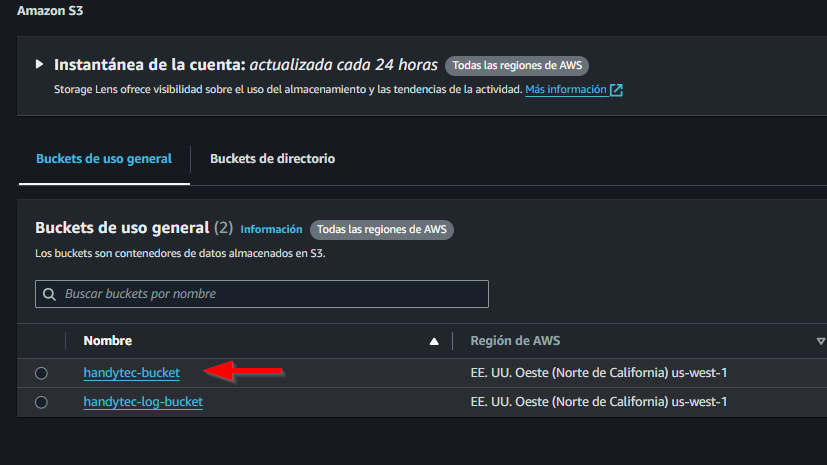 Amazon S3
Instantánea de la cuenta: actualizada cada 24 horas Todas las regiones de AWS
Storage Lens ofrece visibilidad sobre el uso del almacenamiento y las tendencias de la actividad. Más información
Buckets de uso general Buckets de directorio
Buckets de uso general (2) Información Todas las regiones de AWS
Los buckets son contenedores de datos almacenados en S3.
Buscar buckets por nombre
Nombre Región de AWS
handytec-bucket EE. UU. Oeste (Norte de California) us-west-1
handytec-log-bucket EE. UU. Oeste (Norte de California) us-west-1